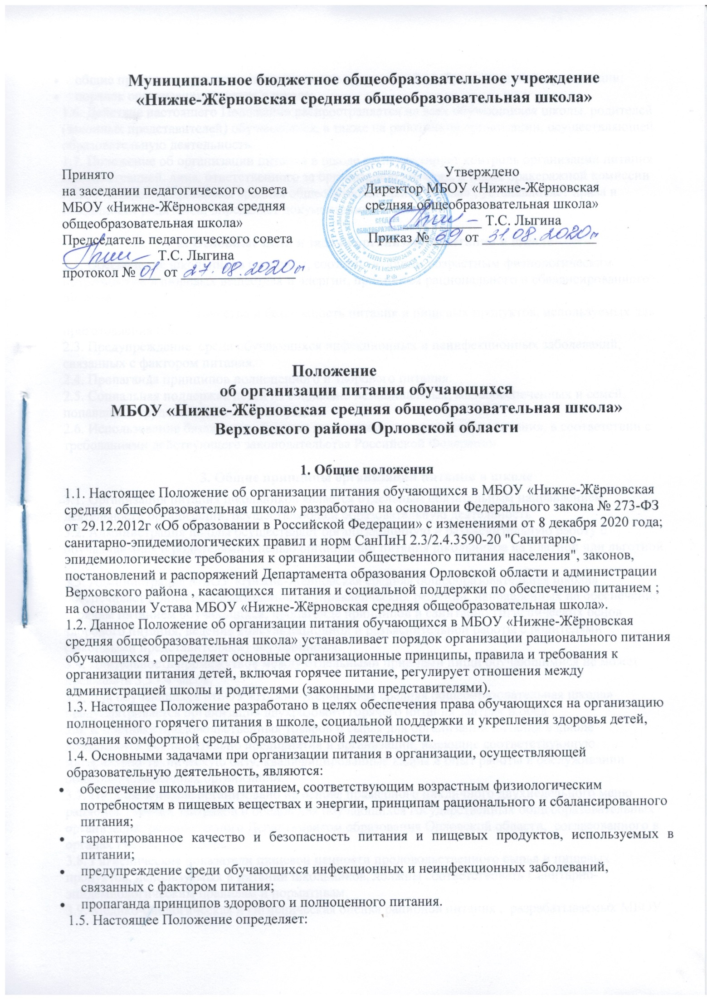 Муниципальное бюджетное общеобразовательное учреждение
«Нижне-Жёрновская средняя общеобразовательная школа»
Принято
на заседании педагогического совета
МБОУ «Нижне-Жёрновская средняя
общеобразовательная школа»
Председатель педагогического совета
Т.С. Лыгина
протокол № 01 от 27.08.2020г
Утверждено
Директор МБОУ «Нижне-Жёрновская
средняя общеобразовательная школа»
Т.С. Лыгина
Приказ № 69 от 31.08.2020г
Положение
об организации питания обучающихся
МБОУ «Нижне-Жёрновская средняя общеобразовательная школа»
Верховского района Орловской области
1. Общие положения
1.1. Настоящее Положение об организации питания обучающихся в МБОУ «Нижне-Жёрновская
средняя общеобразовательная школа» разработано на основании Федерального закона № 273-ФЗ
от 29.12.2012г «Об образовании в Российской Федерации» с изменениями от 8 декабря 2020 года;
санитарно-эпидемиологических правил и норм СанПиН 2.3/2.4.3590-20 "Санитарно-
эпидемиологические требования к организации общественного питания населения", законов,
постановлений и распоряжений Департамента образования Орловской области и администрации
Верховского района , касающихся  питания и социальной поддержки по обеспечению питанием ;
на основании Устава МБОУ «Нижне-Жёрновская средняя общеобразовательная школа».
1.2. Данное Положение об организации питания обучающихся в МБОУ «Нижне-Жёрновская
средняя общеобразовательная школа» устанавливает порядок организации рационального питания
обучающихся , определяет основные организационные принципы, правила и требования к
организации питания детей, включая горячее питание, регулирует отношения между
администрацией школы и родителями (законными представителями).
1.3. Настоящее Положение разработано в целях обеспечения права обучающихся на организацию
полноценного горячего питания в школе, социальной поддержки и укрепления здоровья детей,
создания комфортной среды образовательной деятельности.
1.4. Основными задачами при организации питания в организации, осуществляющей
образовательную деятельность, являются:
• обеспечение школьников питанием, соответствующим возрастным физиологическим
потребностям в пищевых веществах и энергии, принципам рационального и сбалансированного
питания;
• гарантированное качество и безопасность питания и пищевых продуктов, используемых в
питании;
• предупреждение среди обучающихся инфекционных и неинфекционных заболеваний,
связанных с фактором питания;
• пропаганда принципов здорового и полноценного питания.
1.5. Настоящее Положение определяет: